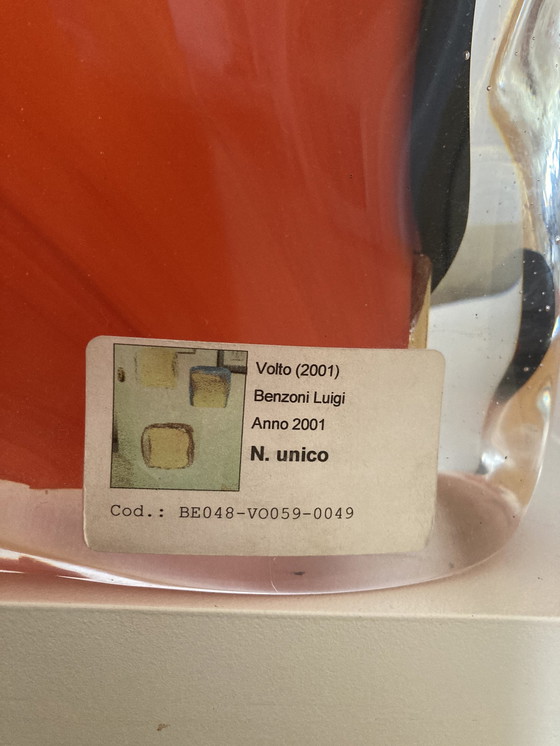 Volto (2001)
Benzoni Luigi
Anno 2001
N. unico
Cod.: BE048-VO059-0049